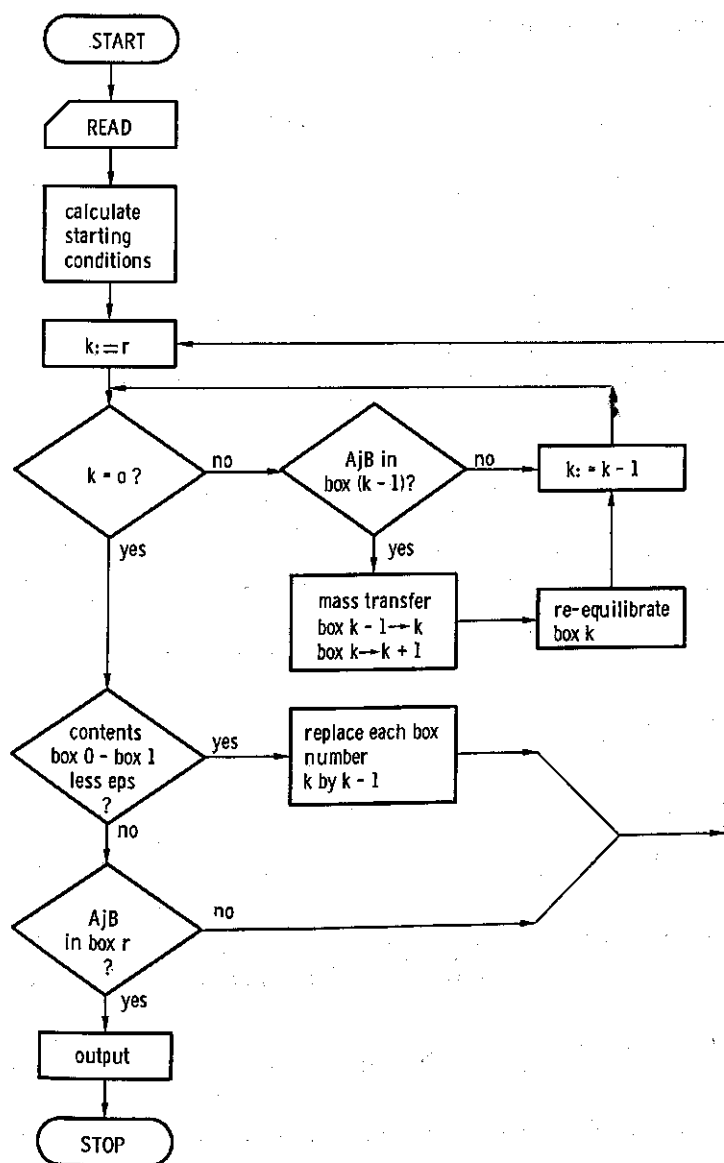 START
READ
calculate
starting
conditions
k:=r
k = o ?
no
AjB in
box (k - 1)?
no
k: = k - 1
yes
yes
mass transfer
box k - 1→k
box k→k + 1
re-equilibrate
box k
contents
box 0 - box 1
less eps
?
yes
replace each box
number
k by k - 1
no
AjB
in box r
?
no
yes
output
STOP